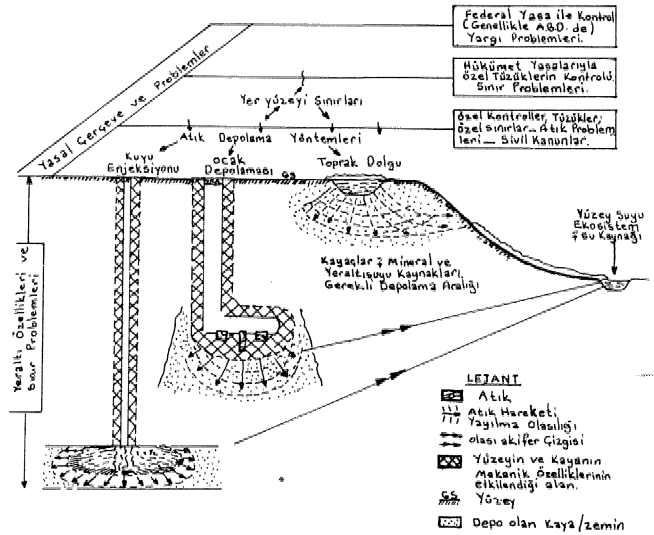 Federal Yasa ile Kontrol
(Genellikle A.B.D. de)
Yargı Problemleri.
Hükümet Yasalarıyla
özel Tüzüklerin Kontrolü.
Sınır Problemleri.
özel Kontroller, Tüzükler,
özel sınırlar_ Atık Problem
leri _ Sivil Kanunlar.
Yasal Çerçeve ve Problemler
Yer yüzeyi Sınırları
Atık Depolama Yöntemleri
Kuyu
Enjeksiyonu
ocak
Depolaması
GS
Toprak Dolgu
Yüzey Suyu
Ekosistem
Şu Kaynağı
Kayaçlar Mineral ve
Yeraltısuyu Kaynakları,
Gerekli Depolama Aralığı
Yeraltı Özellikleri ve
Sınır Problemleri
LEJANT
Atık
Atık Hareketi
Yayılma Olasılığı
olası akifer Çizgisi
Yüzeyin ve Kayanın
Mekanik Özelliklerinin
etkilendiği alan.
GS Yüzey
Depo olan Kaya/zemin